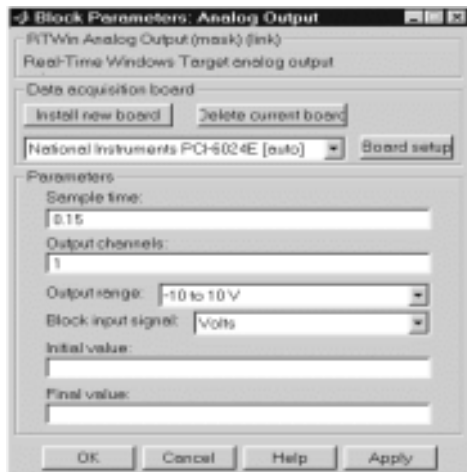 Block Parameters: Analog Output
RTWin Analog Output (mask) (link)
Real-Time Windows Target analog output
Data acquisition board
Install new board
Delete current board
National Instruments PCI-6024E [auto]
Board setup
Parameters
Sample time:
0.15
Output channels:
1
Output range:
-10 to 10 V
Block input signal:
Volts
Initial value:
Final value:
OK
Cancel
Help
Apply